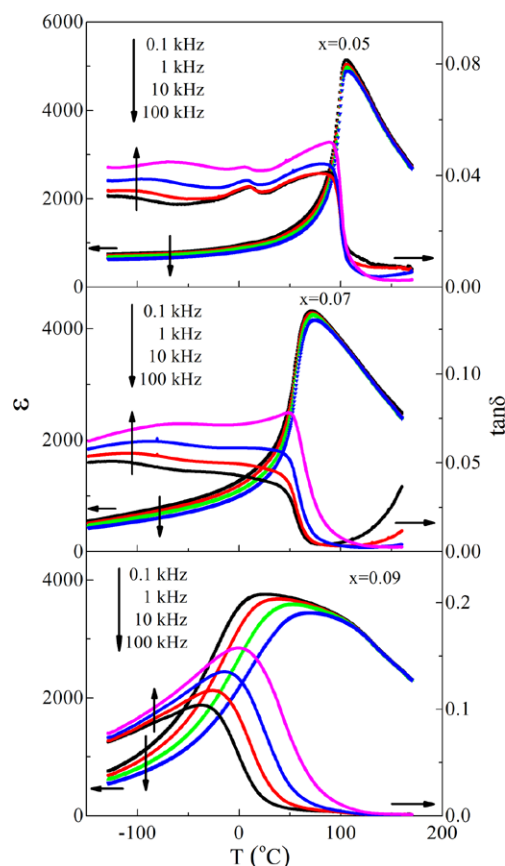 6000
x=0.05
0.1 kHz
1 kHz
10 kHz
100 kHz
4000
2000
0
0.08
0.04
0.00
x=0.07
0.1 kHz
1 kHz
10 kHz
100 kHz
4000
2000
0
0.10
0.05
0.00
ε
tanδ
x=0.09
0.1 kHz
1 kHz
10 kHz
100 kHz
4000
2000
0
0.2
0.1
0.0
-100
0
100
200
T (°C)